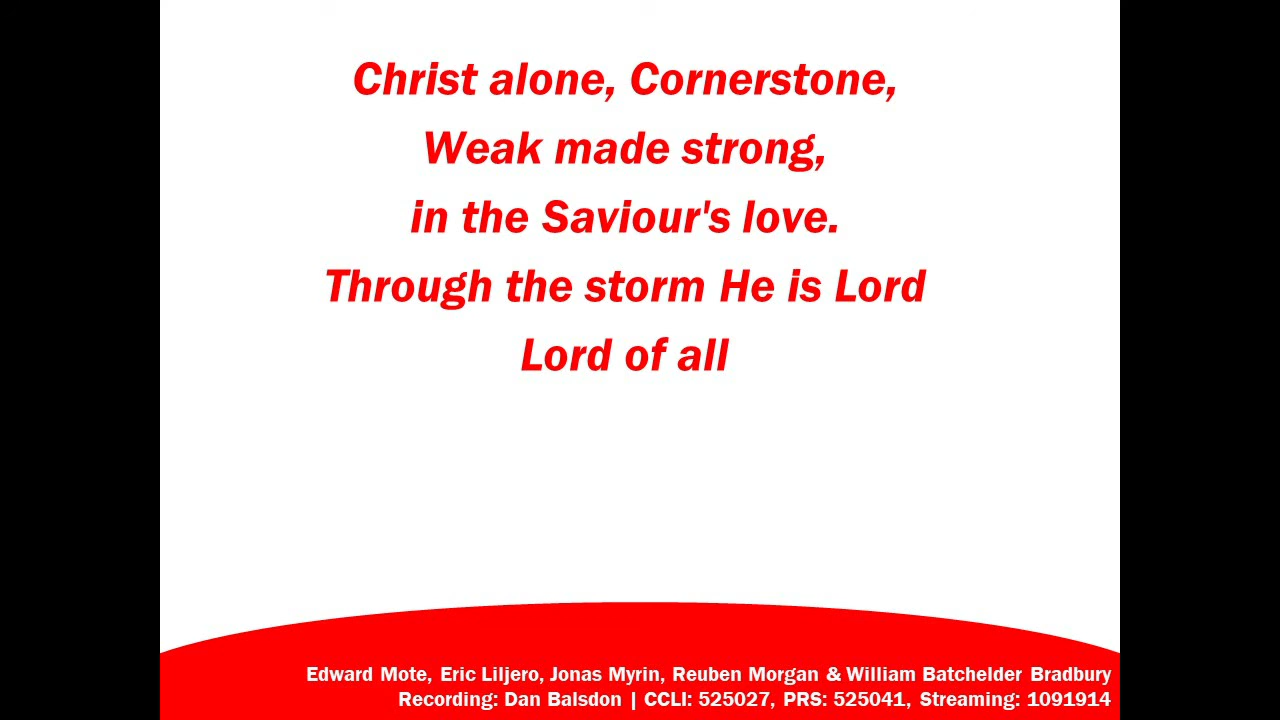 Christ alone, Cornerstone,
Weak made strong,
in the Saviour's love.
Through the storm He is Lord
Lord of all
Edward Mote, Eric Liljero, Jonas Myrin, Reuben Morgan & William Batchelder Bradbury
Recording: Dan Balsdon | CCLI: 525027, PRS: 525041, Streaming: 1091914